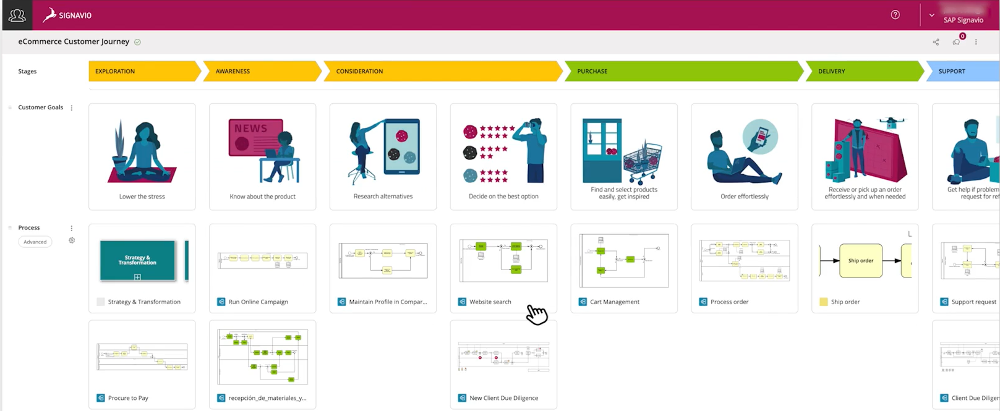 SIGNAVIO
SAP Signavio
eCommerce Customer Journey
0
Stages
EXPLORATION
AWARENESS
CONSIDERATION
PURCHASE
DELIVERY
SUPPORT
Customer Goals
NEWS
Lower the stress
Know about the product
Research alternatives
Decide on the best option
Find and select products
easily, get inspired
Order effortlessly
Receive or pick up an order
effortlessly and when needed
Get help if problem
request for ref
Process
Advanced
Strategy &
Transformation
Ship order
Strategy & Transformation
Run Online Campaign
Maintain Profile in Compar...
Website search
Cart Management
Process order
Ship order
Support request
Procure to Pay
recepción_de_materiales_y...
New Client Due Diligence
Client Due Diligen